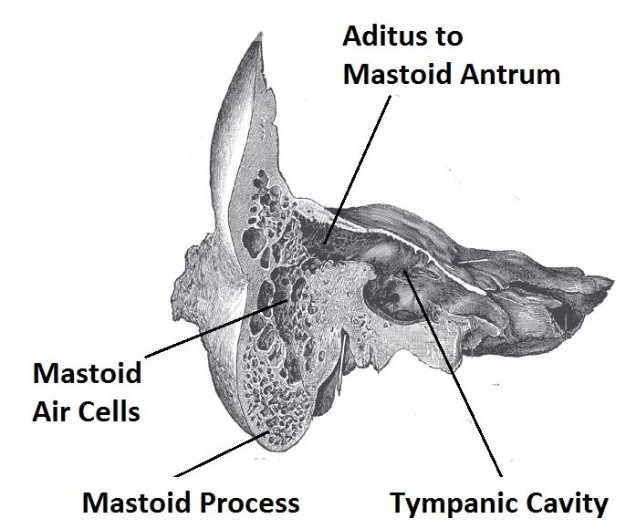 Aditus to
Mastoid Antrum
Mastoid
Air Cells
Mastoid Process
Tympanic Cavity